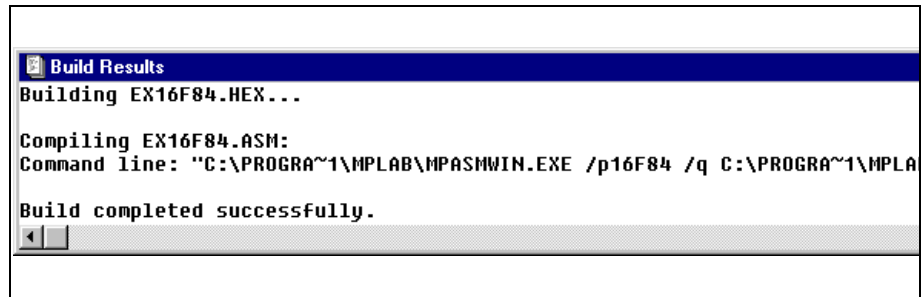 Build Results
Building EX16F84.HEX...
Compiling EX16F84.ASM:
Command line: "C:\PROGRA~1\MPLAB\MPASMWIN.EXE /p16F84 /q C:\PROGRA~1\MPLA
Build completed successfully.